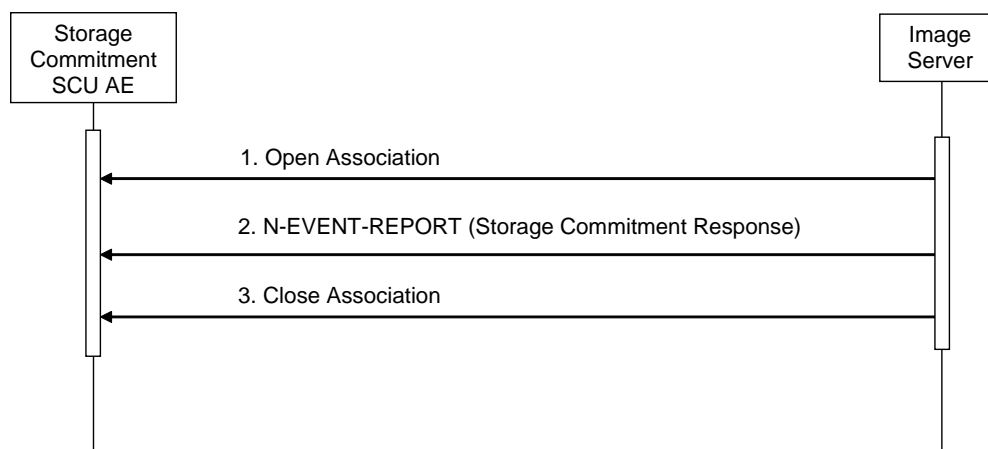 Storage
Commitment
SCU AE
Image
Server
1. Open Association
2. N-EVENT-REPORT (Storage Commitment Response)
3. Close Association